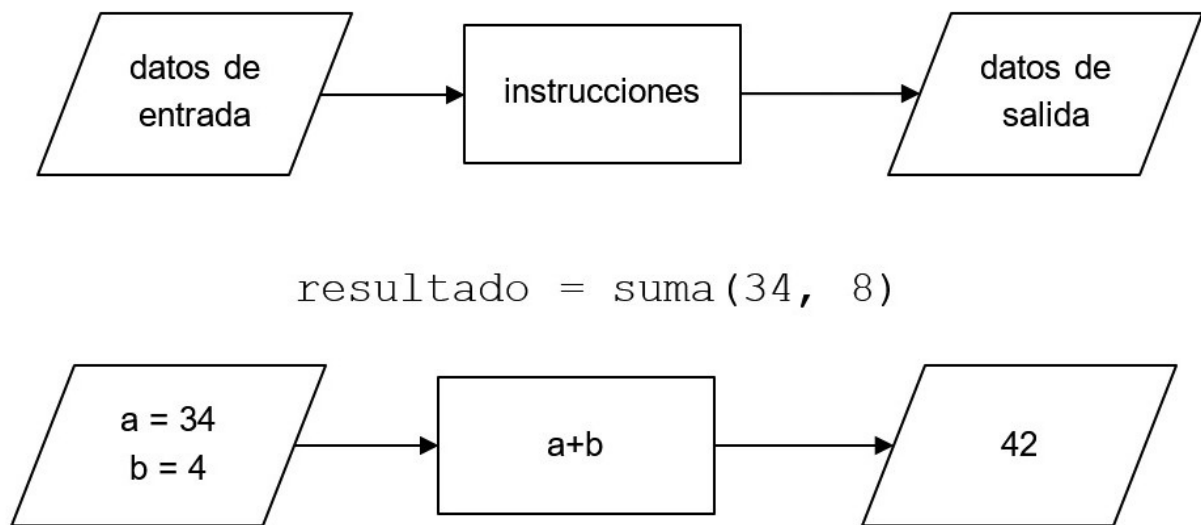 datos de
entrada
instrucciones
datos de
salida
resultado = suma(34, 8)
a = 34
b = 4
a+b
42